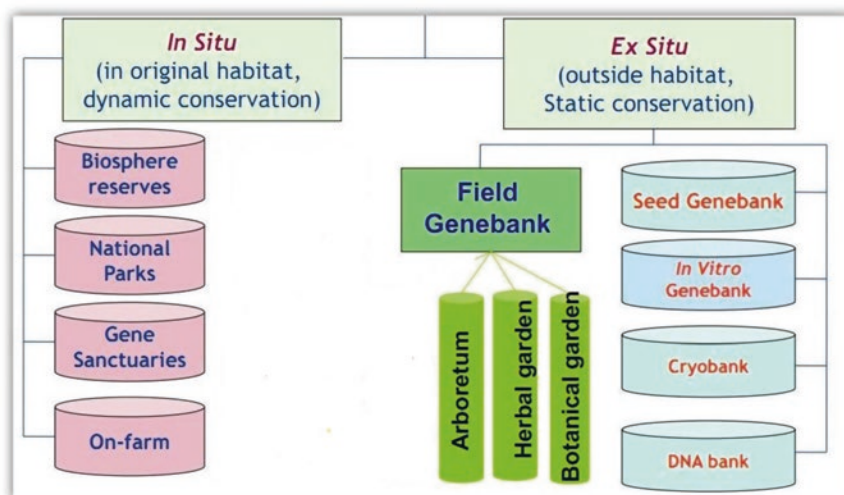 In Situ
(in original habitat,
dynamic conservation)
Biosphere
reserves
National
Parks
Gene
Sanctuaries
On-farm
Ex Situ
(outside habitat,
Static conservation)
Field
Genebank
Arboretum
Herbal garden
Botanical garden
Seed Genebank
In Vitro
Genebank
Cryobank
DNA bank